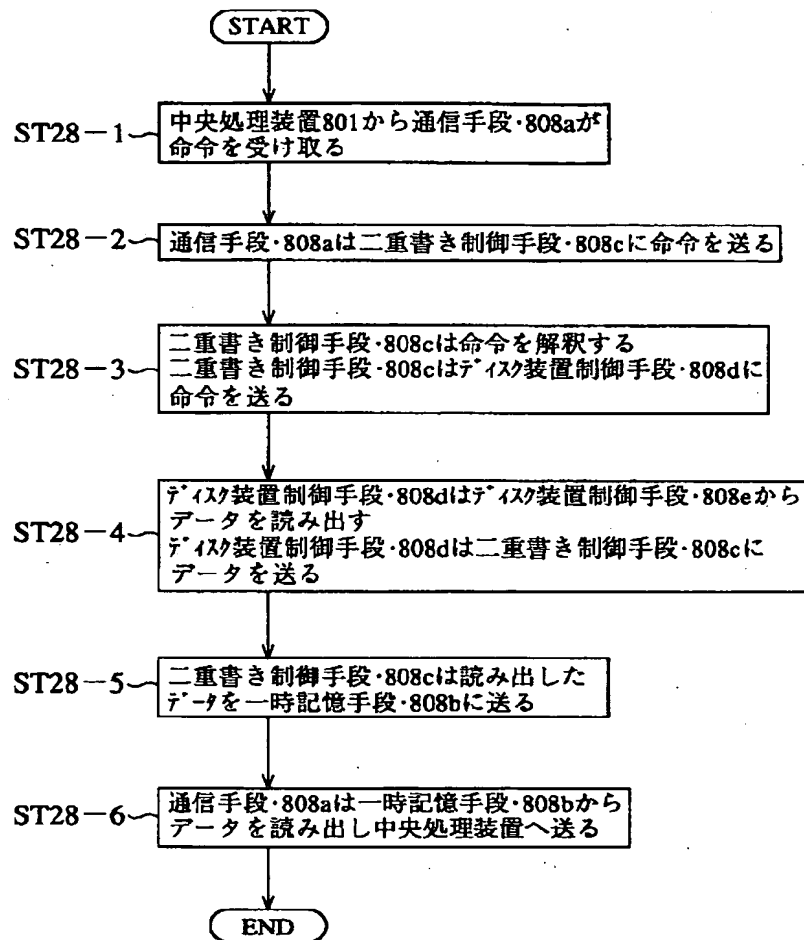 START
ST28-1
中央処理装置801から通信手段・808aが
命令を受け取る
ST28-2
通信手段・808aは二重書き制御手段・808cに命令を送る
ST28-3
二重書き制御手段・808cは命令を解釈する
二重書き制御手段・808cはディスク装置制御手段・808dに
命令を送る
ST28-4
ディスク装置制御手段・808dはディスク装置制御手段・808eから
データを読み出す
ディスク装置制御手段・808dは二重書き制御手段・808cに
データを送る
ST28-5
二重書き制御手段・808cは読み出した
データを一時記憶手段・808bに送る
ST28-6
通信手段・808aは一時記憶手段・808bから
データを読み出し中央処理装置へ送る
END